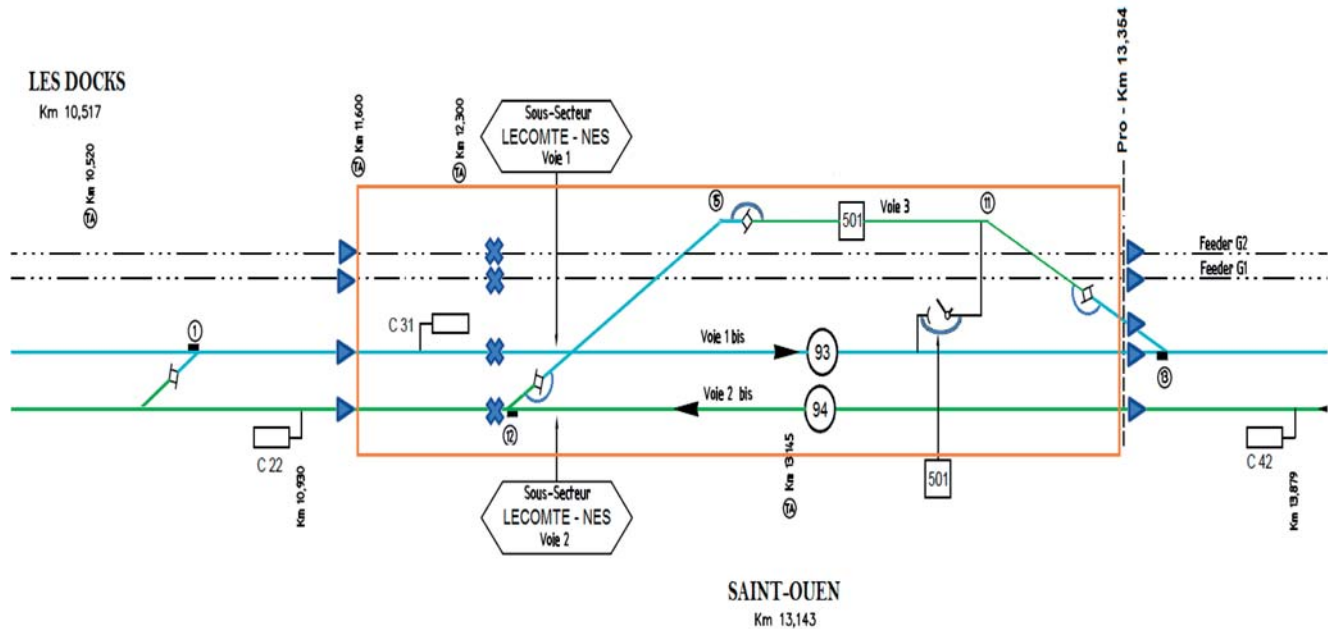 LES DOCKS
Km 10,517
TA Km 10,520
TA Km 11,600
TA Km 12,300
Sous-Secteur
LECOMTE - NES
Voie 1
Pro - Km 13,354
15
501
Voie 3
11
Feeder G2
Feeder G1
1
C 31
Voie 1 bis
93
13
12
Voie 2 bis
94
C 22
Km 10,930
Sous-Secteur
LECOMTE - NES
Voie 2
TA Km 13,145
501
C 42
Km 13,879
SAINT-OUEN
Km 13,143